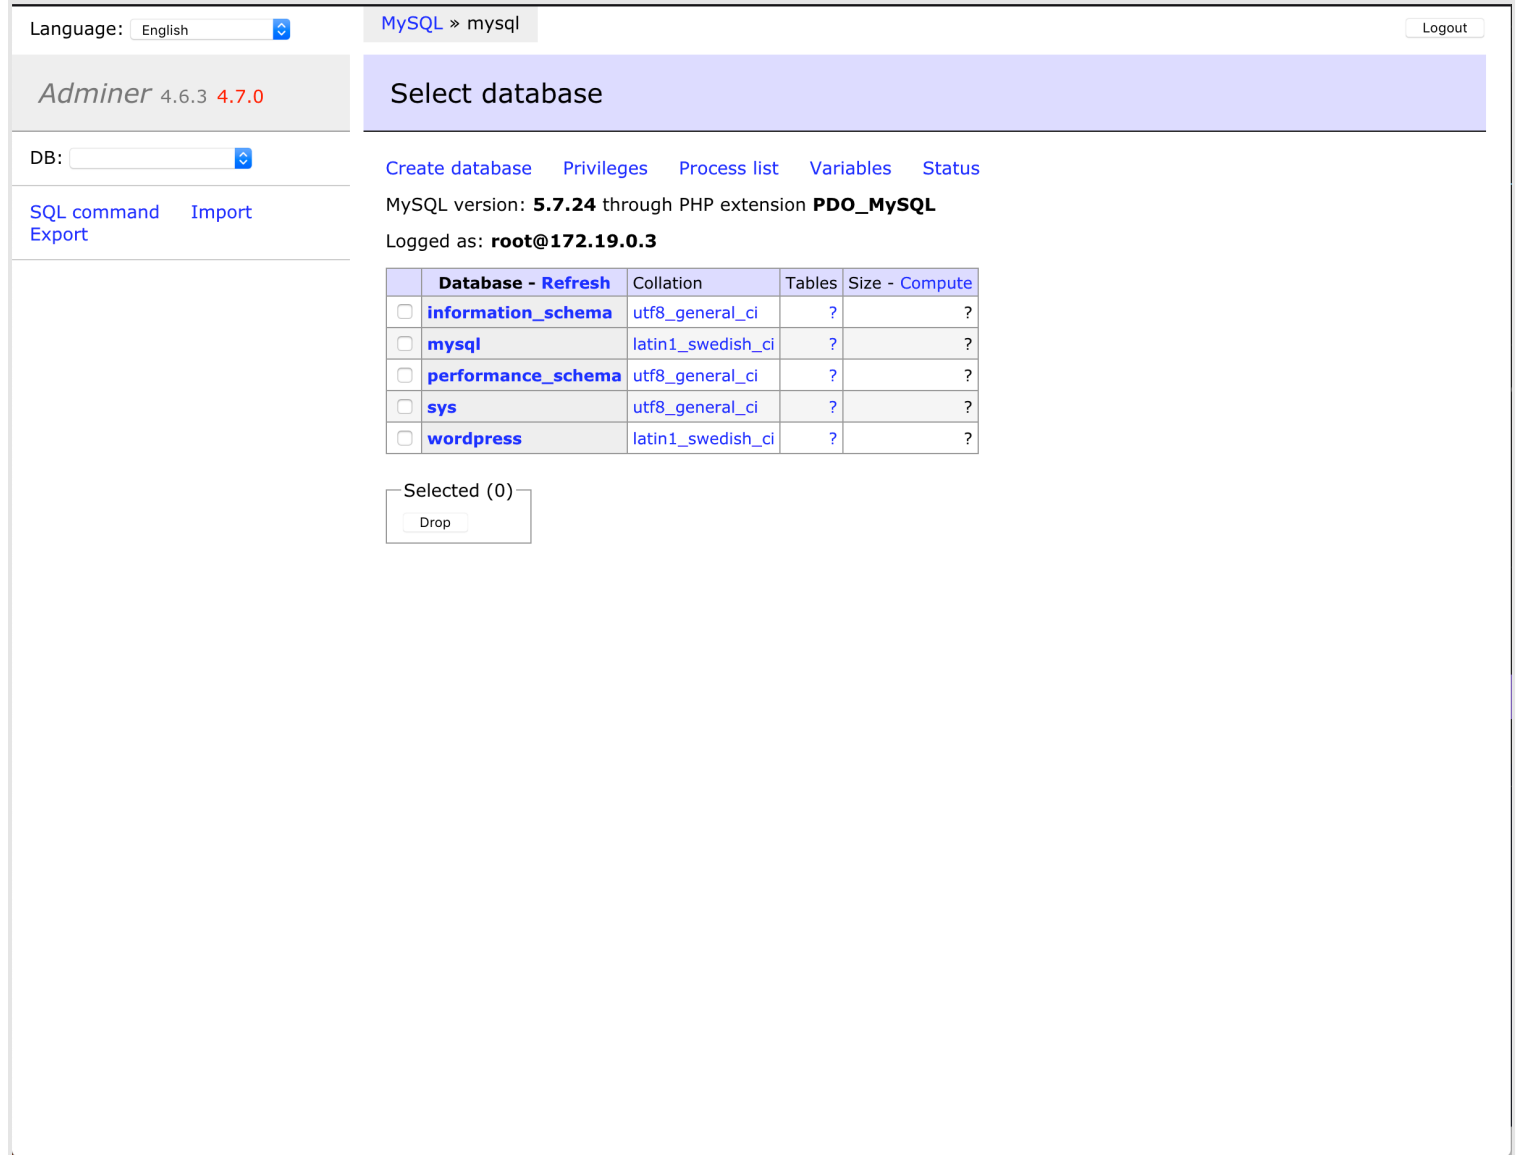 Language: English
MySQL » mysql
Logout
Adminer 4.6.3 4.7.0
Select database
DB:
SQL command Import
Export
Create database Privileges Process list Variables Status
MySQL version: 5.7.24 through PHP extension PDO_MySQL
Logged as: root@172.19.0.3
Database - Refresh Collation Tables Size - Compute
information_schema utf8_general_ci ? ?
mysql latin1_swedish_ci ? ?
performance_schema utf8_general_ci ? ?
sys utf8_general_ci ? ?
wordpress latin1_swedish_ci ? ?
Selected (0)
Drop